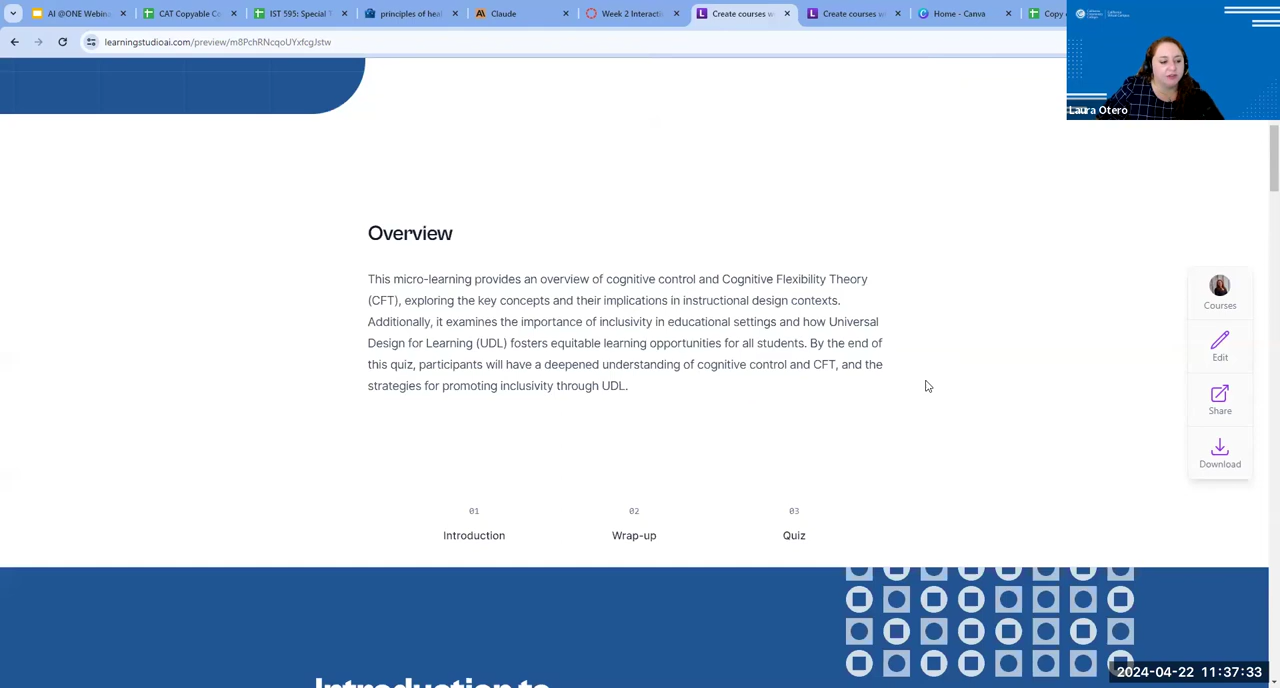 AI @ONE Webina
CAT Copyable C
IST 595: Special T
principles of heal
Claude
Week 2 Interacti
Create courses w
Create courses w
Home - Canva
Copy
learningstudioai.com/preview/m8PchRNcqoUYxfcgJstw
Laura Otero
Overview
This micro-learning provides an overview of cognitive control and Cognitive Flexibility Theory
(CFT), exploring the key concepts and their implications in instructional design contexts.
Additionally, it examines the importance of inclusivity in educational settings and how Universal
Design for Learning (UDL) fosters equitable learning opportunities for all students. By the end of
this quiz, participants will have a deepened understanding of cognitive control and CFT, and the
strategies for promoting inclusivity through UDL.
Courses
Edit
Share
Download
01
02
03
Introduction
Wrap-up
Quiz
Introduction to
2024-04-22 11:37:33